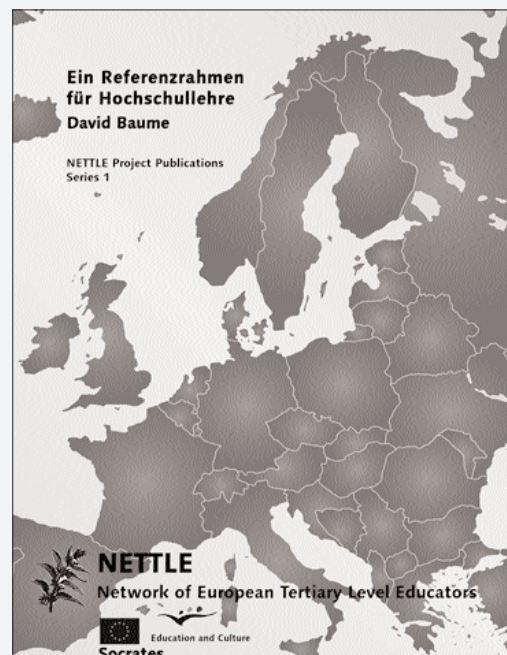 Ein Referenzrahmen
für Hochschullehre
David Baume
NETTLE Project Publications
Series 1
NETTLE
Network of European Tertiary Level Educators
Education and Culture
Socrates